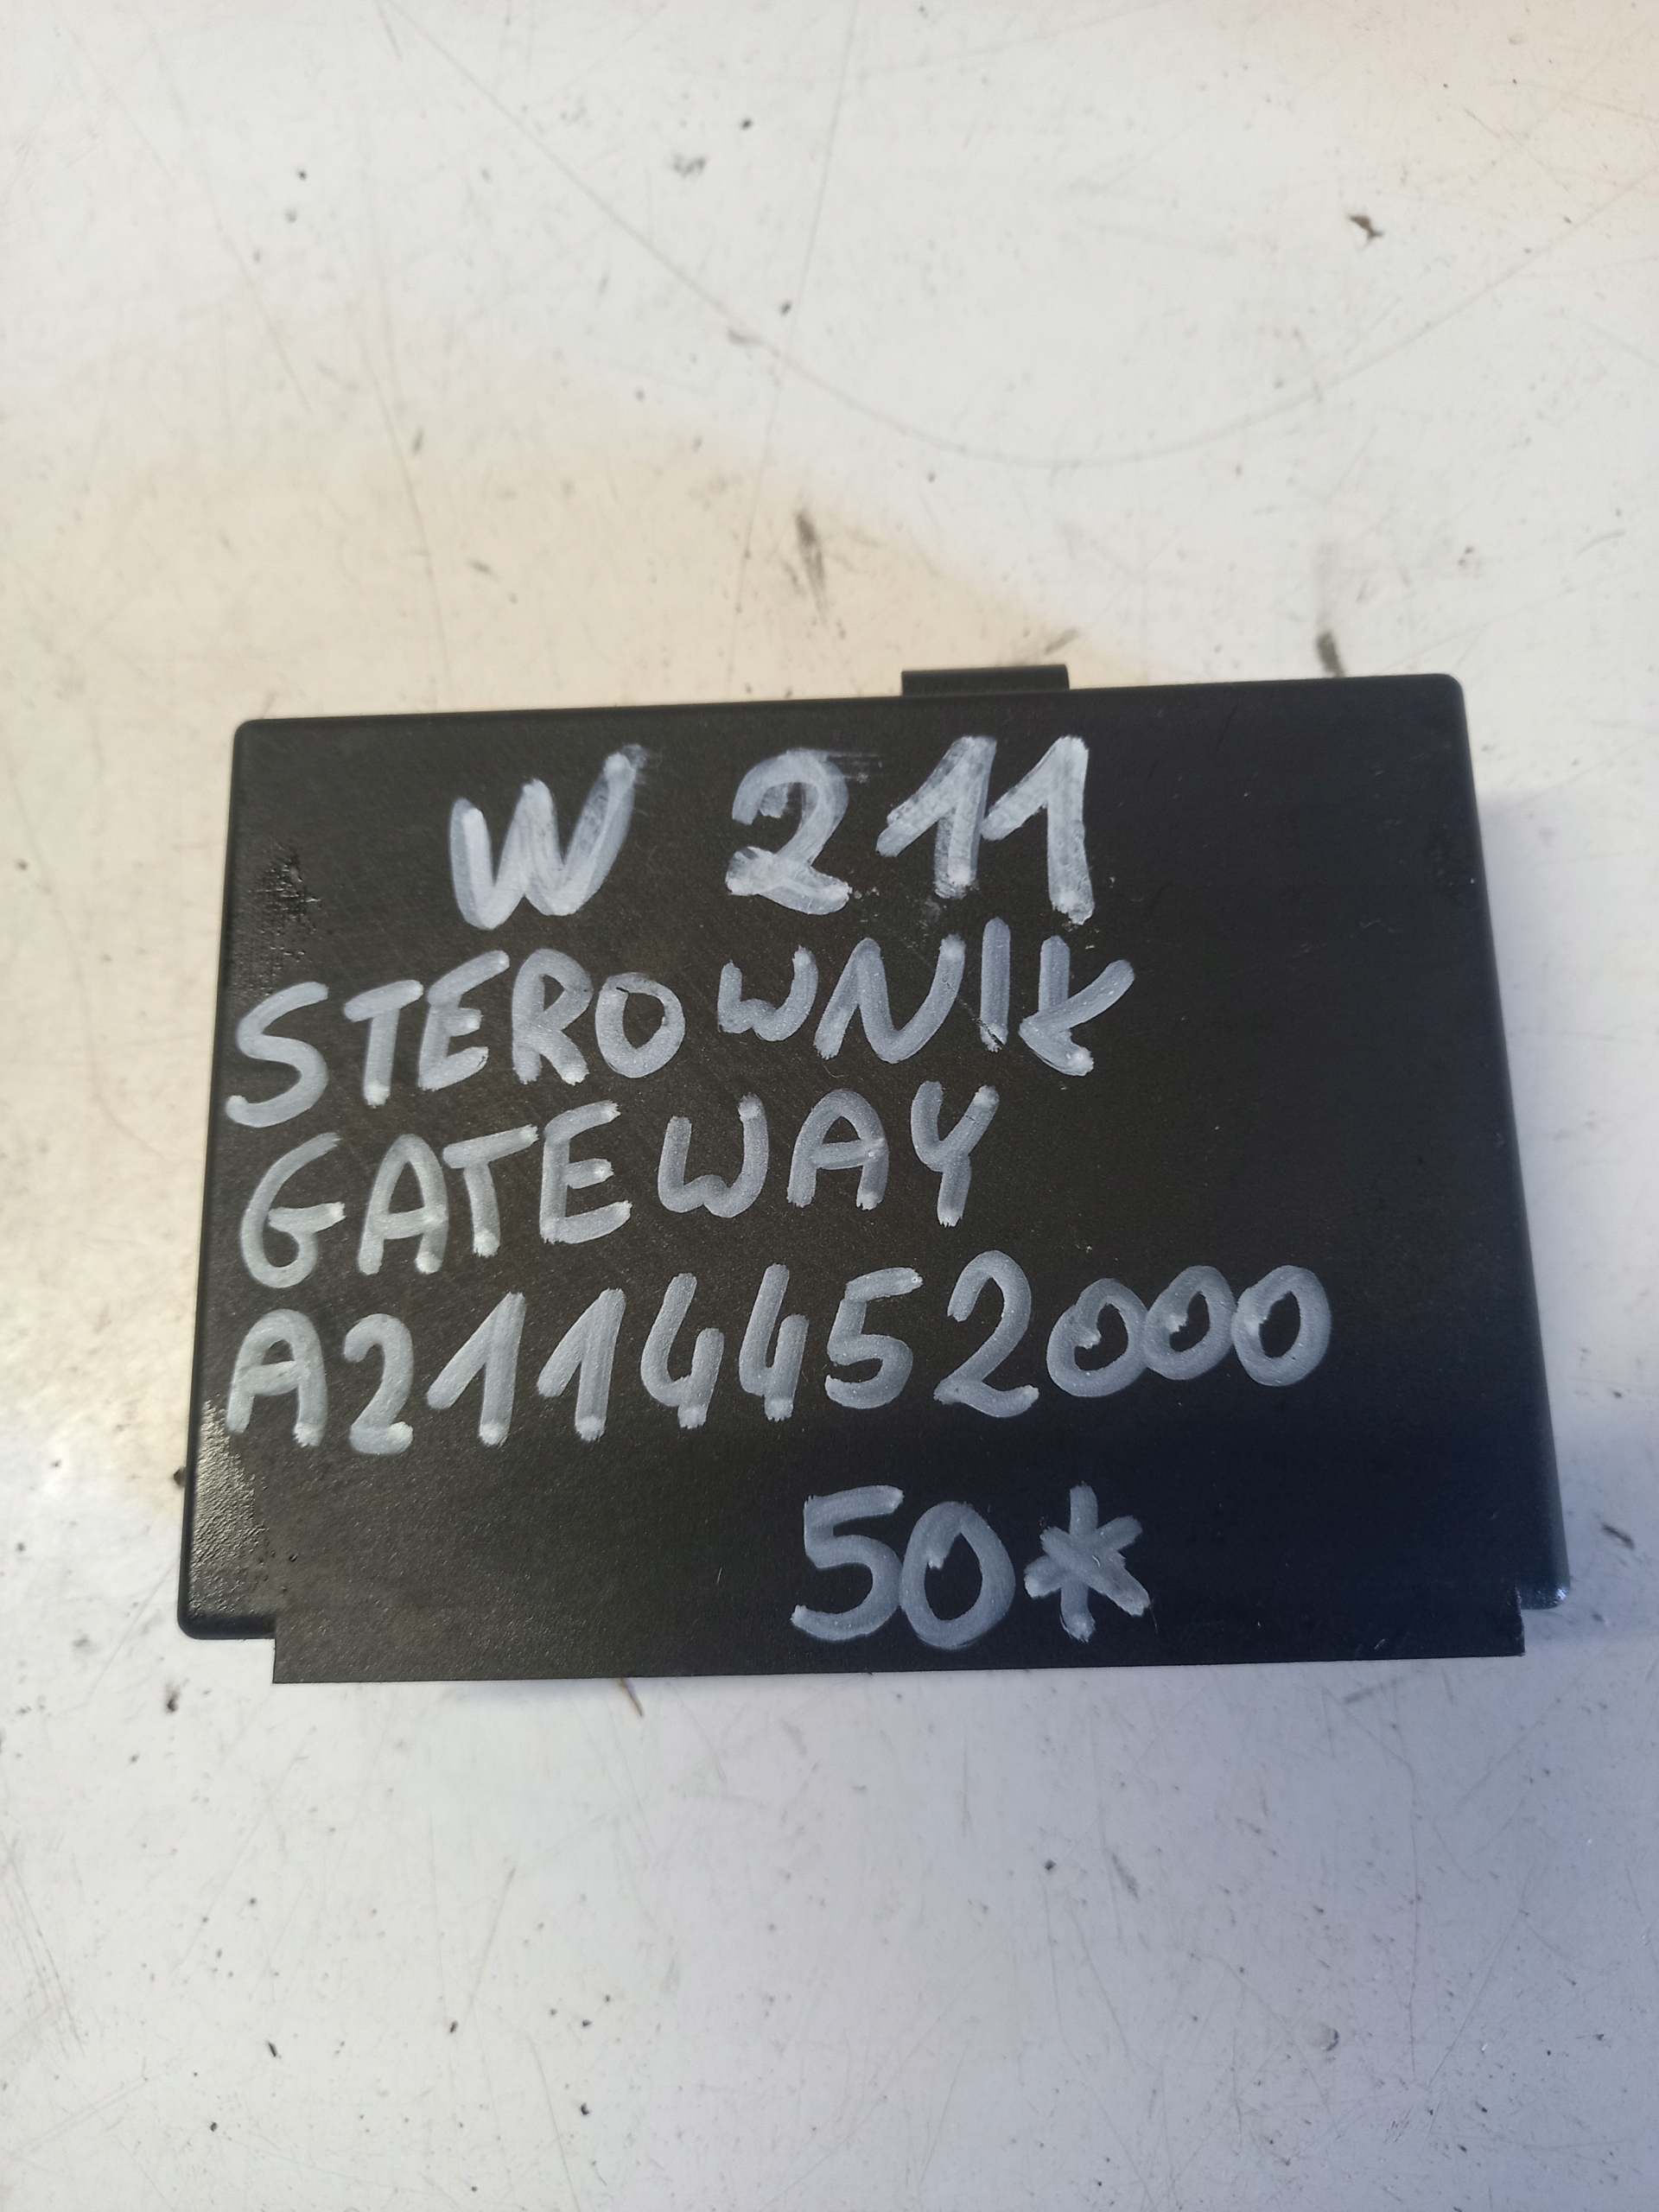 W 211
STEROWNIK
GATEWAY
A2114452000
50*